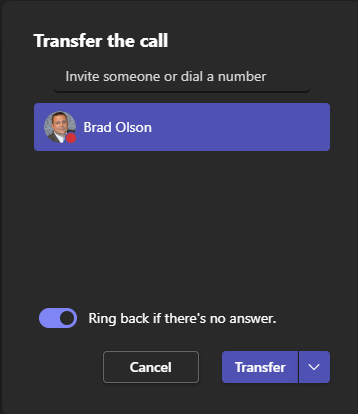 Transfer the call
Invite someone or dial a number
Brad Olson
Ring back if there's no answer.
Cancel
Transfer